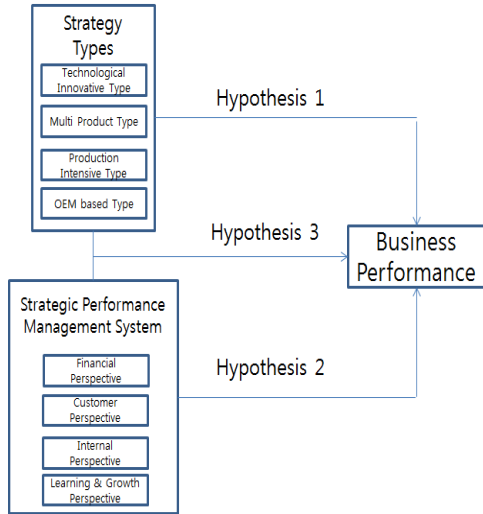 Strategy
Types
Technological
Innovative Type
Multi Product Type
Production
Intensive Type
OEM based Type
Hypothesis 1
Hypothesis 3
Business
Performance
Strategic Performance
Management System
Financial
Perspective
Customer
Perspective
Internal
Perspective
Learning & Growth
Perspective
Hypothesis 2